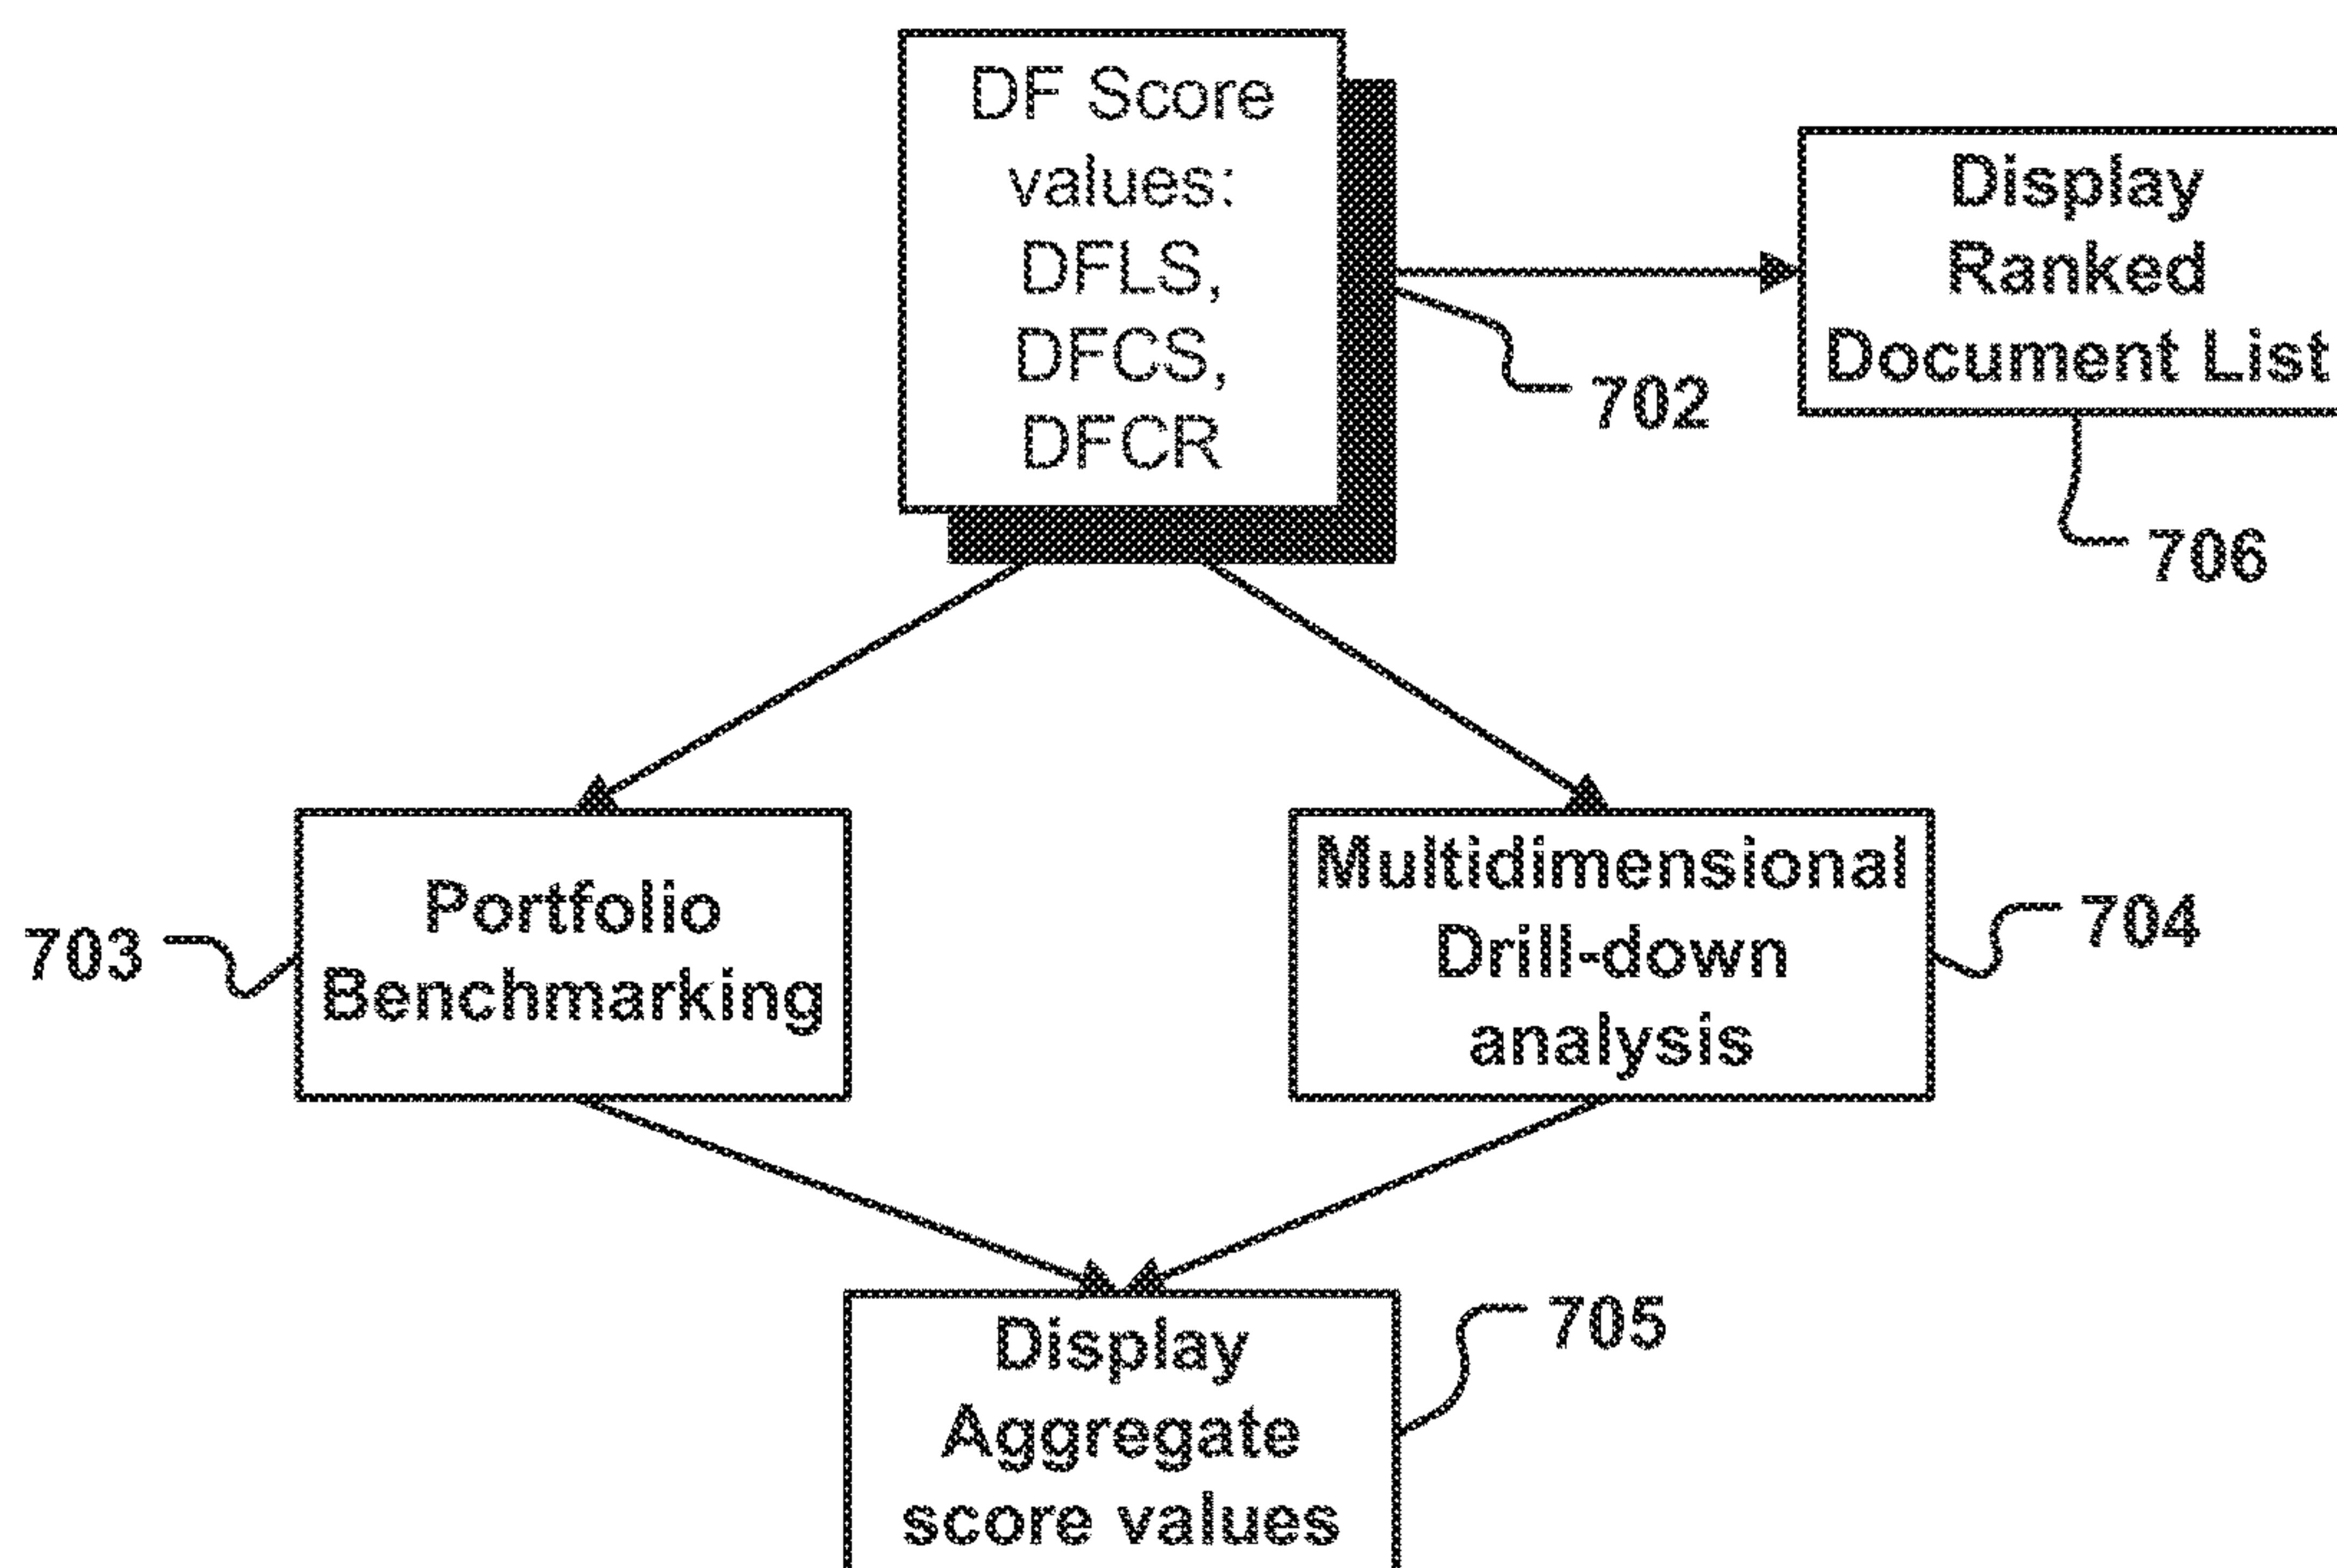 DF Score
values:
DFLS,
DFCS,
DFCR
702
Display
Ranked
Document List
706
703
Portfolio
Benchmarking
Multidimensional
Drill-down
analysis
704
Display
Aggregate
score values
705